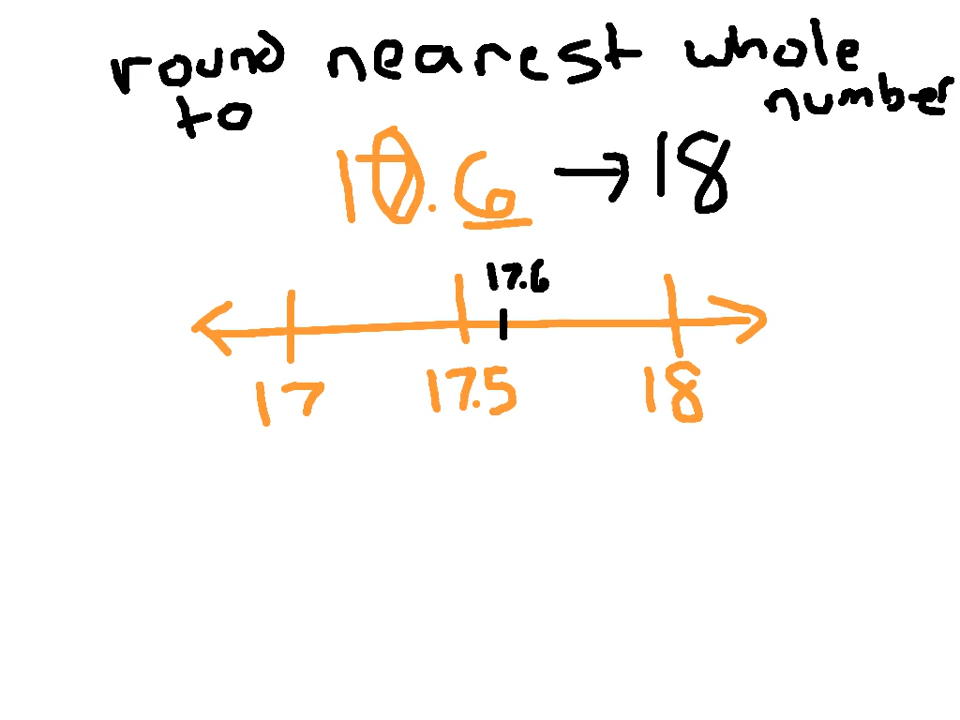 round nearest whole
to number
17.6 → 18
17.6
17 17.5 18